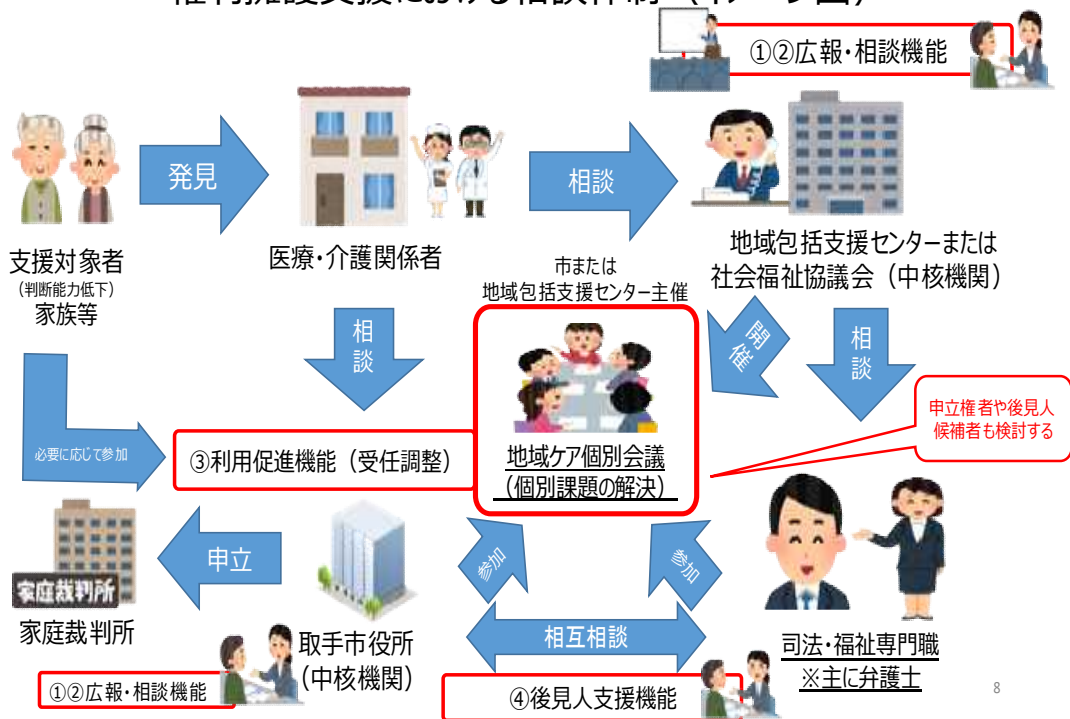 ①②広報・相談機能
発見
相談
支援対象者
(判断能力低下)
家族等
医療・介護関係者
地域包括支援センターまたは
社会福祉協議会（中核機関）
市または
地域包括支援センター主催
相談
開催
相談
申立権者や後見人
候補者も検討する
必要に応じて参加
③利用促進機能（受任調整）
地域ケア個別会議
（個別課題の解決）
申立
参加
参加
家庭裁判所
家庭裁判所
取手市役所
（中核機関）
相互相談
司法・福祉専門職
※主に弁護士
①②広報・相談機能
④後見人支援機能
8